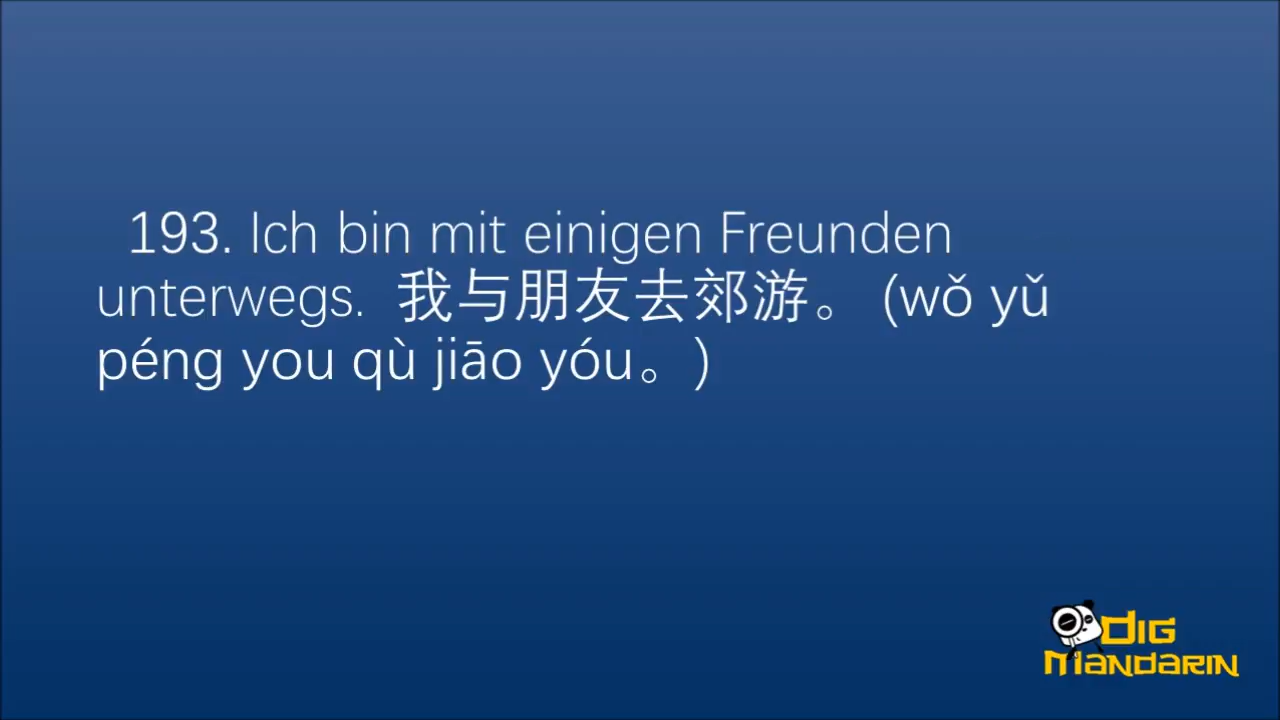 193. Ich bin mit einigen Freunden
unterwegs. 我与朋友去郊游。 (wǒ yǔ
péng you qù jiāo yóu。)
DIG
MANDARIN